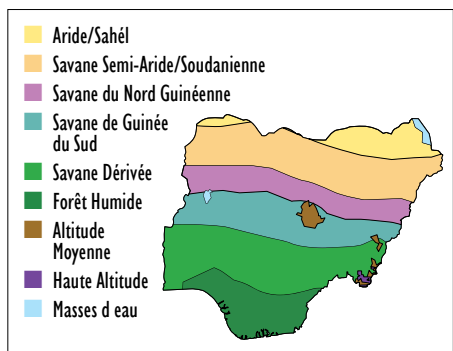 Aride/Sahél
Savane Semi-Aride/Soudanienne
Savane du Nord Guinéenne
Savane de Guinée
du Sud
Savane Dérivée
Forêt Humide
Altitude
Moyenne
Haute Altitude
Masses d eau